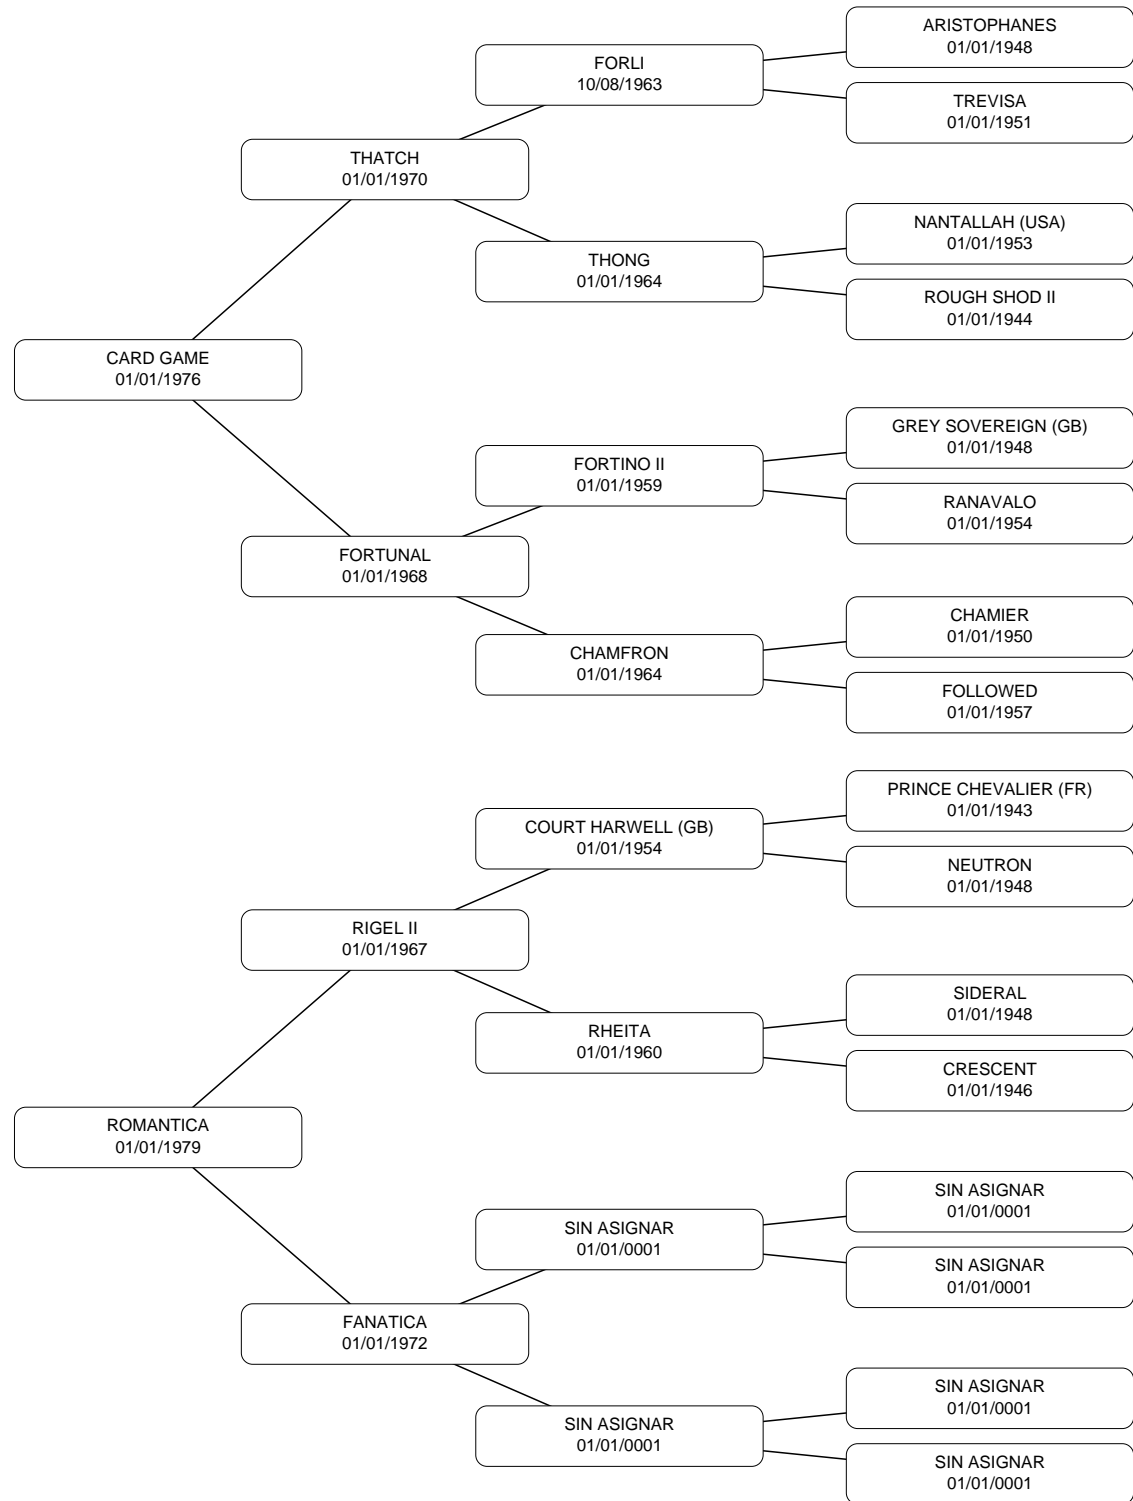 ARISTOPHANES
01/01/1948
FORLI
10/08/1963
TREVISA
01/01/1951
THATCH
01/01/1970
NANTALLAH (USA)
01/01/1953
THONG
01/01/1964
ROUGH SHOD II
01/01/1944
CARD GAME
01/01/1976
GREY SOVEREIGN (GB)
01/01/1948
FORTINO II
01/01/1959
RANAVALO
01/01/1954
FORTUNAL
01/01/1968
CHAMIER
01/01/1950
CHAMFRON
01/01/1964
FOLLOWED
01/01/1957
PRINCE CHEVALIER (FR)
01/01/1943
COURT HARWELL (GB)
01/01/1954
NEUTRON
01/01/1948
RIGEL II
01/01/1967
SIDERAL
01/01/1948
RHEITA
01/01/1960
CRESCENT
01/01/1946
ROMANTICA
01/01/1979
SIN ASIGNAR
01/01/0001
SIN ASIGNAR
01/01/0001
SIN ASIGNAR
01/01/0001
FANATICA
01/01/1972
SIN ASIGNAR
01/01/0001
SIN ASIGNAR
01/01/0001
SIN ASIGNAR
01/01/0001